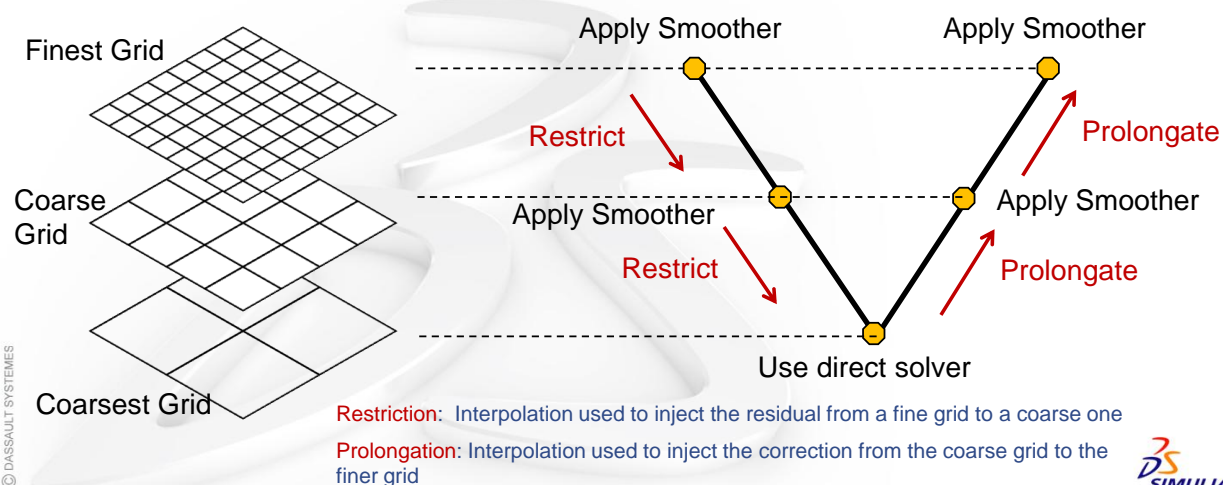 Finest Grid
Coarse
Grid
Coarsest Grid
Apply Smoother
Apply Smoother
Restrict
Prolongate
Apply Smoother
Apply Smoother
Restrict
Prolongate
Use direct solver
Restriction: Interpolation used to inject the residual from a fine grid to a coarse one
Prolongation: Interpolation used to inject the correction from the coarse grid to the
finer grid
© DASSAULT SYSTEMES